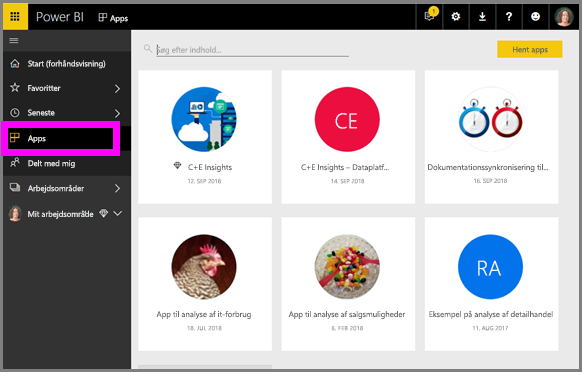 Power BI
Apps
1
?
Start (forhåndsvisning)
Favoritter
Seneste
Apps
Delt med mig
Arbejdsområder
Mit arbejdsområde
Søg efter indhold...
Hent apps
C+E Insights
12. SEP 2018
CE
C+E Insights – Dataplatf...
14. SEP 2018
Dokumentationssynkronisering til...
16. SEP 2018
App til analyse af it-forbrug
18. JUL 2018
App til analyse af salgsmuligheder
6. FEB 2018
RA
Eksempel på analyse af detailhandel
11. AUG 2017